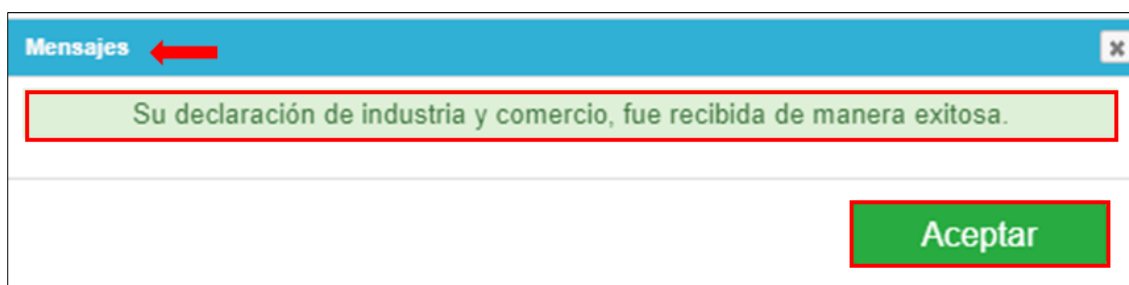 Mensajes
Su declaración de industria y comercio, fue recibida de manera exitosa.
Aceptar